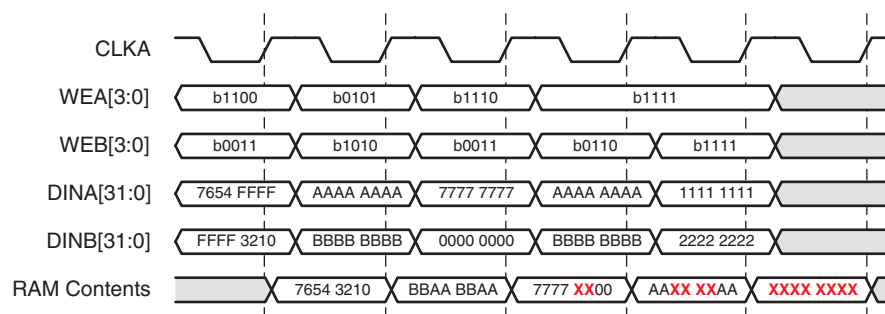 CLKA
WEA[3:0] b1100 b0101 b1110 b1111
WEB[3:0] b0011 b1010 b0011 b0110 b1111
DINA[31:0] 7654 FFFF AAAA AAAA 7777 7777 AAAA AAAA 1111 1111
DINB[31:0] FFFF 3210 BBBB BBBB 0000 0000 BBBB BBBB 2222 2222
RAM Contents 7654 3210 BBAA BBAA 7777 XX00 AAXX XXAA XXXX XXXX